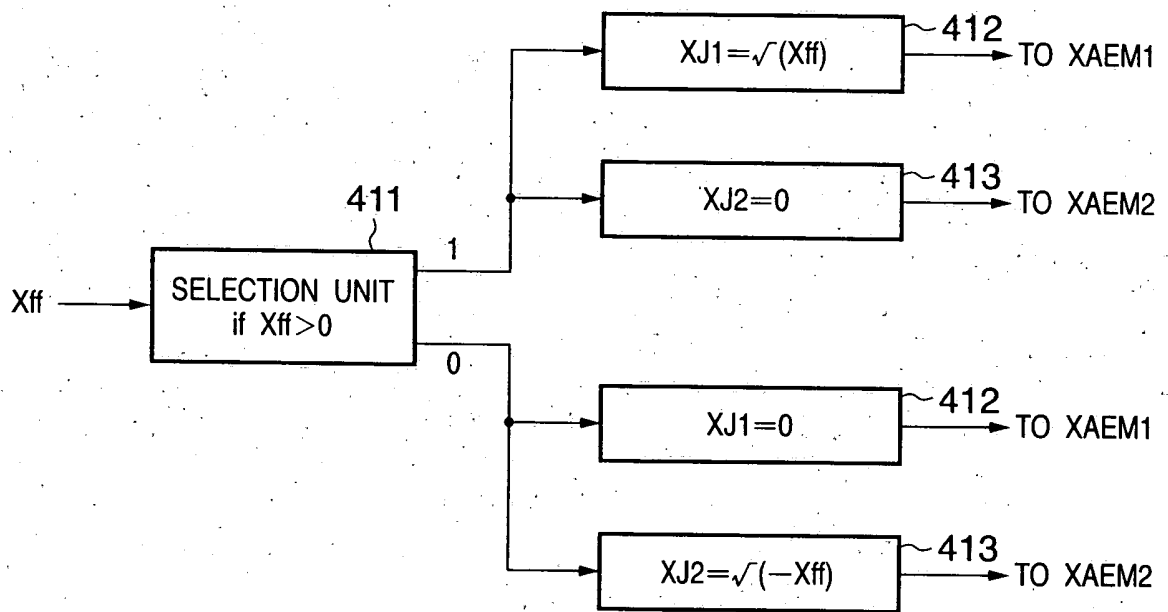 412
XJ1=√(Xff)
TO XAEM1
413
XJ2=0
TO XAEM2
411
1
Xff
SELECTION UNIT
if Xff>0
0
412
XJ1=0
TO XAEM1
413
XJ2=√(-Xff)
TO XAEM2